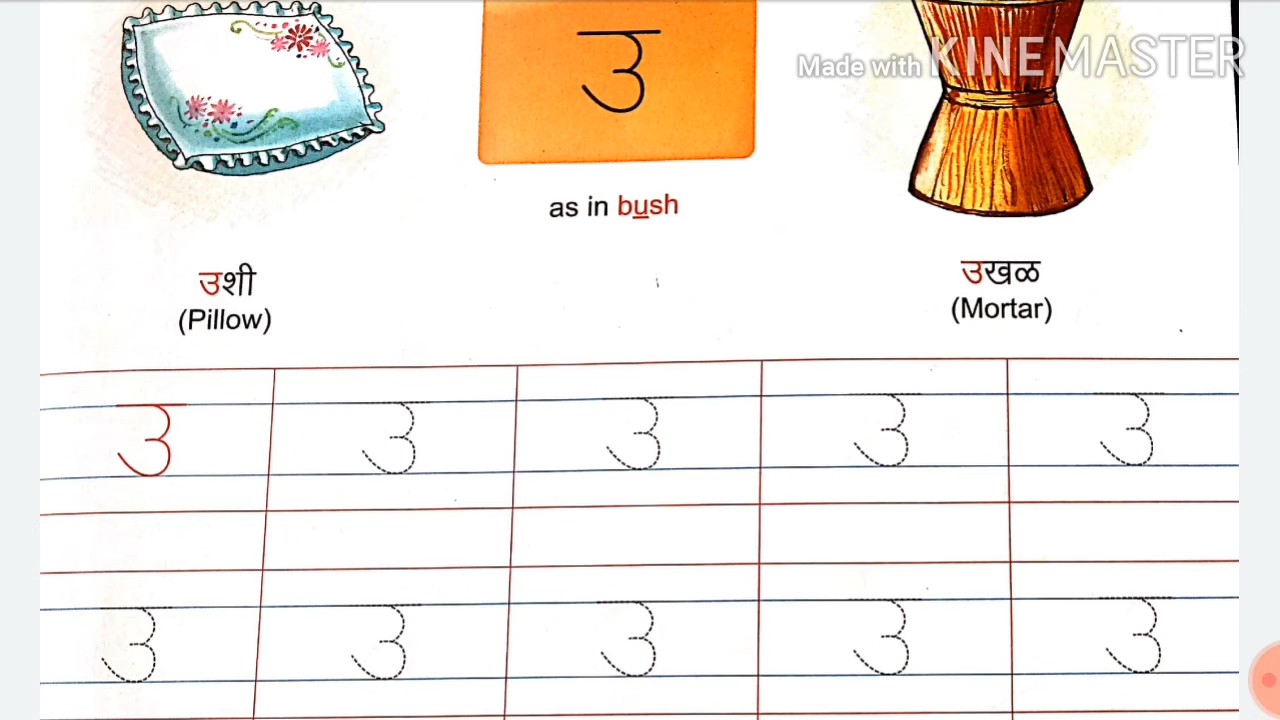 Made with KINEMASTER
उ
as in bush
उशी
(Pillow)
उखळ
(Mortar)
उ उ उ उ उ
उ उ उ उ उ